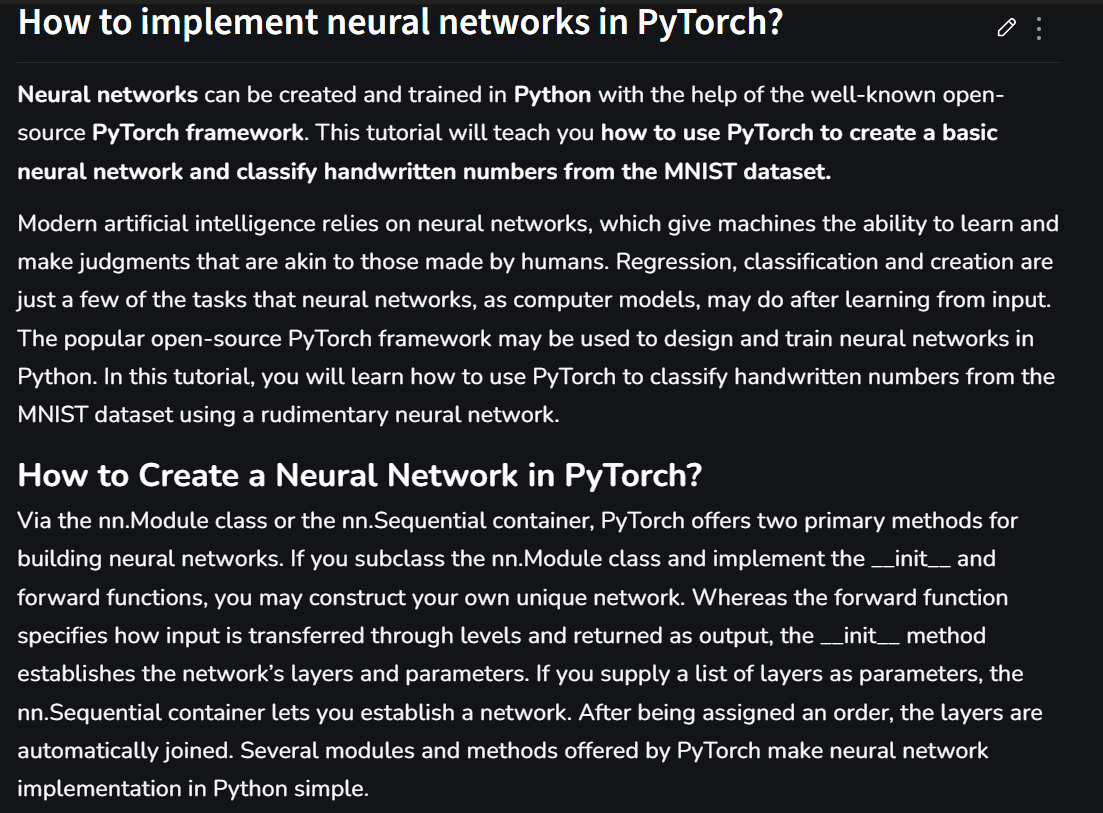 How to implement neural networks in PyTorch?
Neural networks can be created and trained in Python with the help of the well-known open-
source PyTorch framework. This tutorial will teach you how to use PyTorch to create a basic
neural network and classify handwritten numbers from the MNIST dataset.
Modern artificial intelligence relies on neural networks, which give machines the ability to learn and
make judgments that are akin to those made by humans. Regression, classification and creation are
just a few of the tasks that neural networks, as computer models, may do after learning from input.
The popular open-source PyTorch framework may be used to design and train neural networks in
Python. In this tutorial, you will learn how to use PyTorch to classify handwritten numbers from the
MNIST dataset using a rudimentary neural network.
How to Create a Neural Network in PyTorch?
Via the nn.Module class or the nn.Sequential container, PyTorch offers two primary methods for
building neural networks. If you subclass the nn.Module class and implement the __init__ and
forward functions, you may construct your own unique network. Whereas the forward function
specifies how input is transferred through levels and returned as output, the __init__ method
establishes the network’s layers and parameters. If you supply a list of layers as parameters, the
nn.Sequential container lets you establish a network. After being assigned an order, the layers are
automatically joined. Several modules and methods offered by PyTorch make neural network
implementation in Python simple.